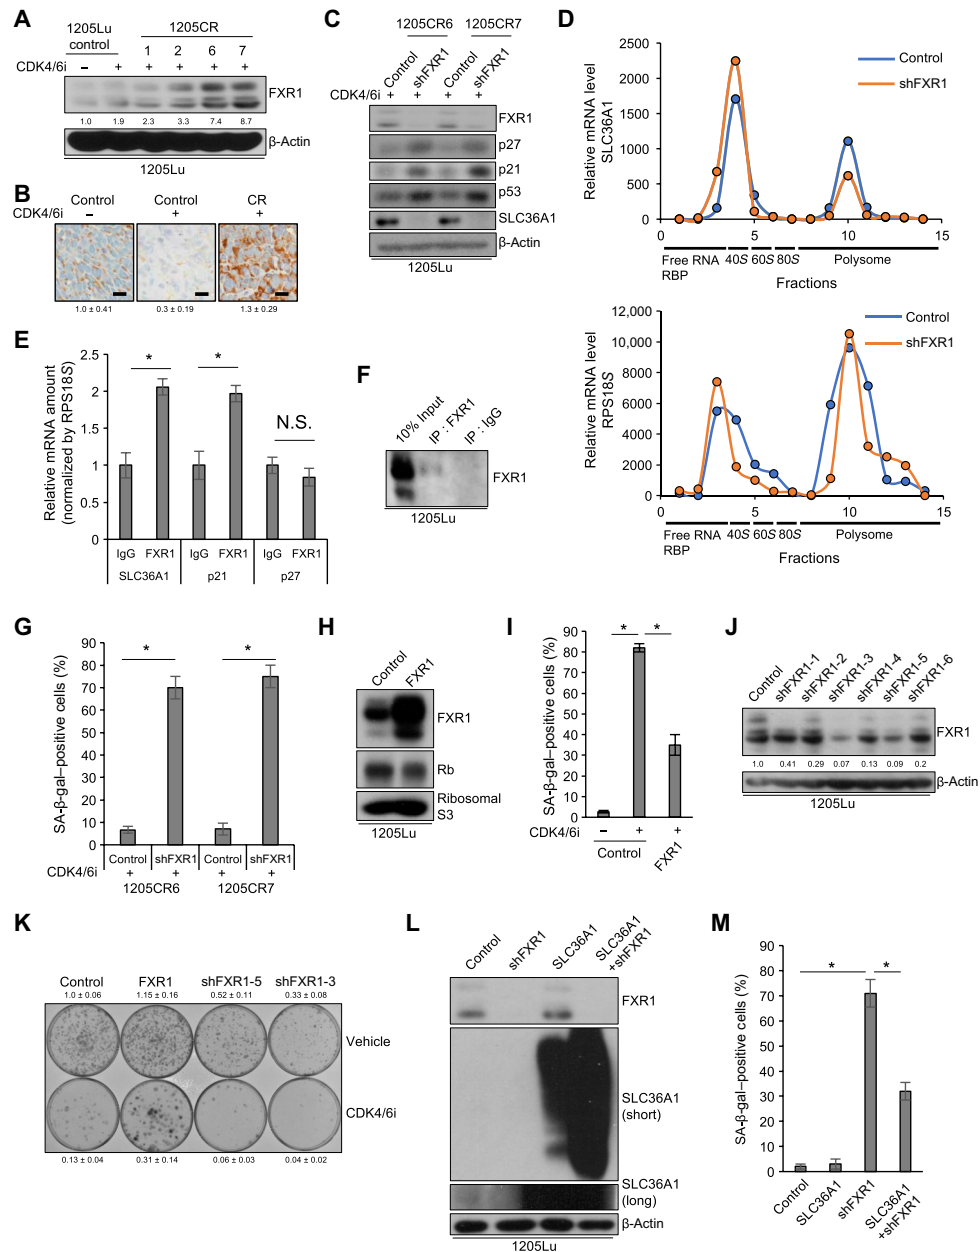 A
1205Lu
control
1205CR
1 2 6 7
CDK4/6i – + + + + +
FXR1
1.0 1.9 2.3 3.3 7.4 8.7
β-Actin
1205Lu
B
Control Control CR
CDK4/6i – + +
1.0 ± 0.41 0.3 ± 0.19 1.3 ± 0.29
C
1205CR6 1205CR7
Control shFXR1 Control shFXR1
CDK4/6i + + + +
FXR1
p27
p21
p53
SLC36A1
β-Actin
1205Lu
D
Relative mRNA level
SLC36A1
2500
2000
1500
1000
500
0
0 5 10 15
Control
shFXR1
Free RNA 40S 60S 80S Polysome
RBP
Fractions
Relative mRNA level
RPS18S
12,000
10,000
8000
6000
4000
2000
0
0 5 10 15
Control
shFXR1
Free RNA 40S 60S 80S Polysome
RBP
Fractions
E
Relative mRNA amount
(normalized by RPS18S)
2.5
2
1.5
1
0.5
0
* * N.S.
IgG FXR1 IgG FXR1 IgG FXR1
SLC36A1 p21 p27
F
10% Input IP : FXR1 IP : IgG
FXR1
1205Lu
G
SA-β-gal–positive cells (%)
90
80
70
60
50
40
30
20
10
0
* *
Control shFXR1 Control shFXR1
CDK4/6i + + + +
1205CR6 1205CR7
H
Control FXR1
FXR1
Rb
Ribosomal
S3
1205Lu
I
SA-β-gal–positive cells (%)
90
80
70
60
50
40
30
20
10
0
* *
CDK4/6i – + +
Control FXR1
J
Control shFXR1-1 shFXR1-2 shFXR1-3 shFXR1-4 shFXR1-5 shFXR1-6
FXR1
1.0 0.41 0.29 0.07 0.13 0.09 0.2
β-Actin
1205Lu
K
Control FXR1 shFXR1-5 shFXR1-3
1.0 ± 0.06 1.15 ± 0.16 0.52 ± 0.11 0.33 ± 0.08
Vehicle
CDK4/6i
0.13 ± 0.04 0.31 ± 0.14 0.06 ± 0.03 0.04 ± 0.02
L
Control shFXR1 SLC36A1 SLC36A1
+shFXR1
FXR1
SLC36A1
(short)
SLC36A1
(long)
β-Actin
1205Lu
M
SA-β-gal–positive cells (%)
90
80
70
60
50
40
30
20
10
0
* *
Control SLC36A1 shFXR1 SLC36A1
+shFXR1